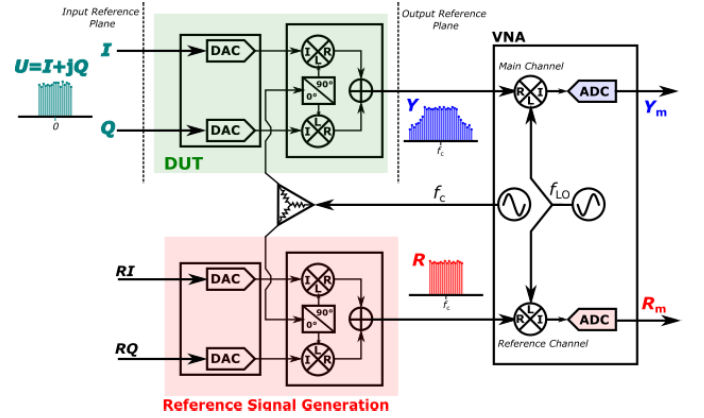 Input Reference
Plane
Output Reference
Plane
VNA
I
DAC
I
R
L
Main Channel
U=I+jQ
90°
0°
R
L
I
ADC
0
Q
DAC
L
I
R
Y
Ym
fc
DUT
fc
fLO
RI
DAC
I
R
L
R
fc
90°
0°
L
R
I
ADC
Rm
RQ
DAC
L
I
R
Reference Channel
Reference Signal Generation